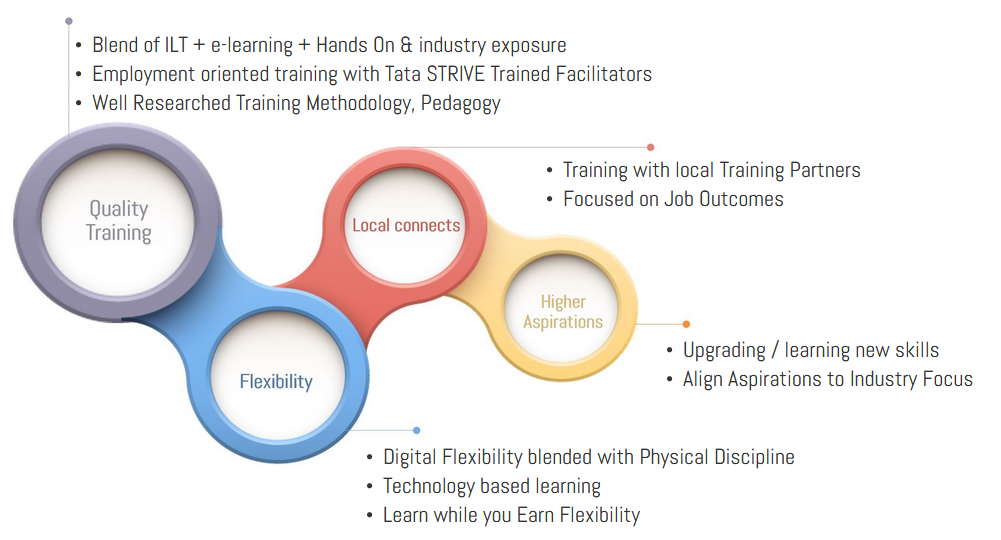 • Blend of ILT + e-learning + Hands On & industry exposure
• Employment oriented training with Tata STRIVE Trained Facilitators
• Well Researched Training Methodology, Pedagogy
Quality
Training
Local connects
• Training with local Training Partners
• Focused on Job Outcomes
Higher
Aspirations
• Upgrading / learning new skills
• Align Aspirations to Industry Focus
Flexibility
• Digital Flexibility blended with Physical Discipline
• Technology based learning
• Learn while you Earn Flexibility